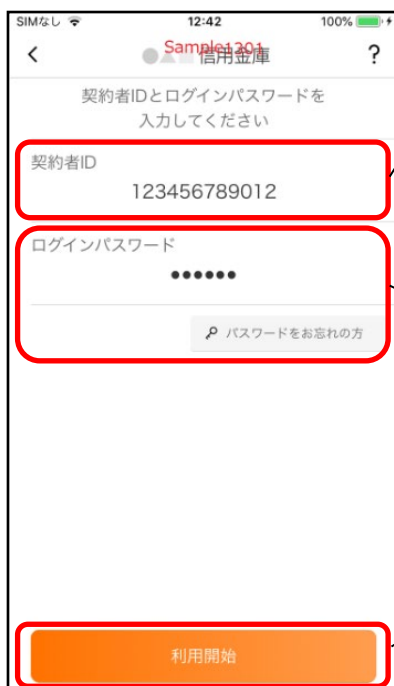 SIMなし 12:42 100%
Sample1201
●▲■信用金庫 ?
契約者IDとログインパスワードを
入力してください
契約者ID
123456789012
ログインパスワード
••••••
パスワードをお忘れの方
利用開始